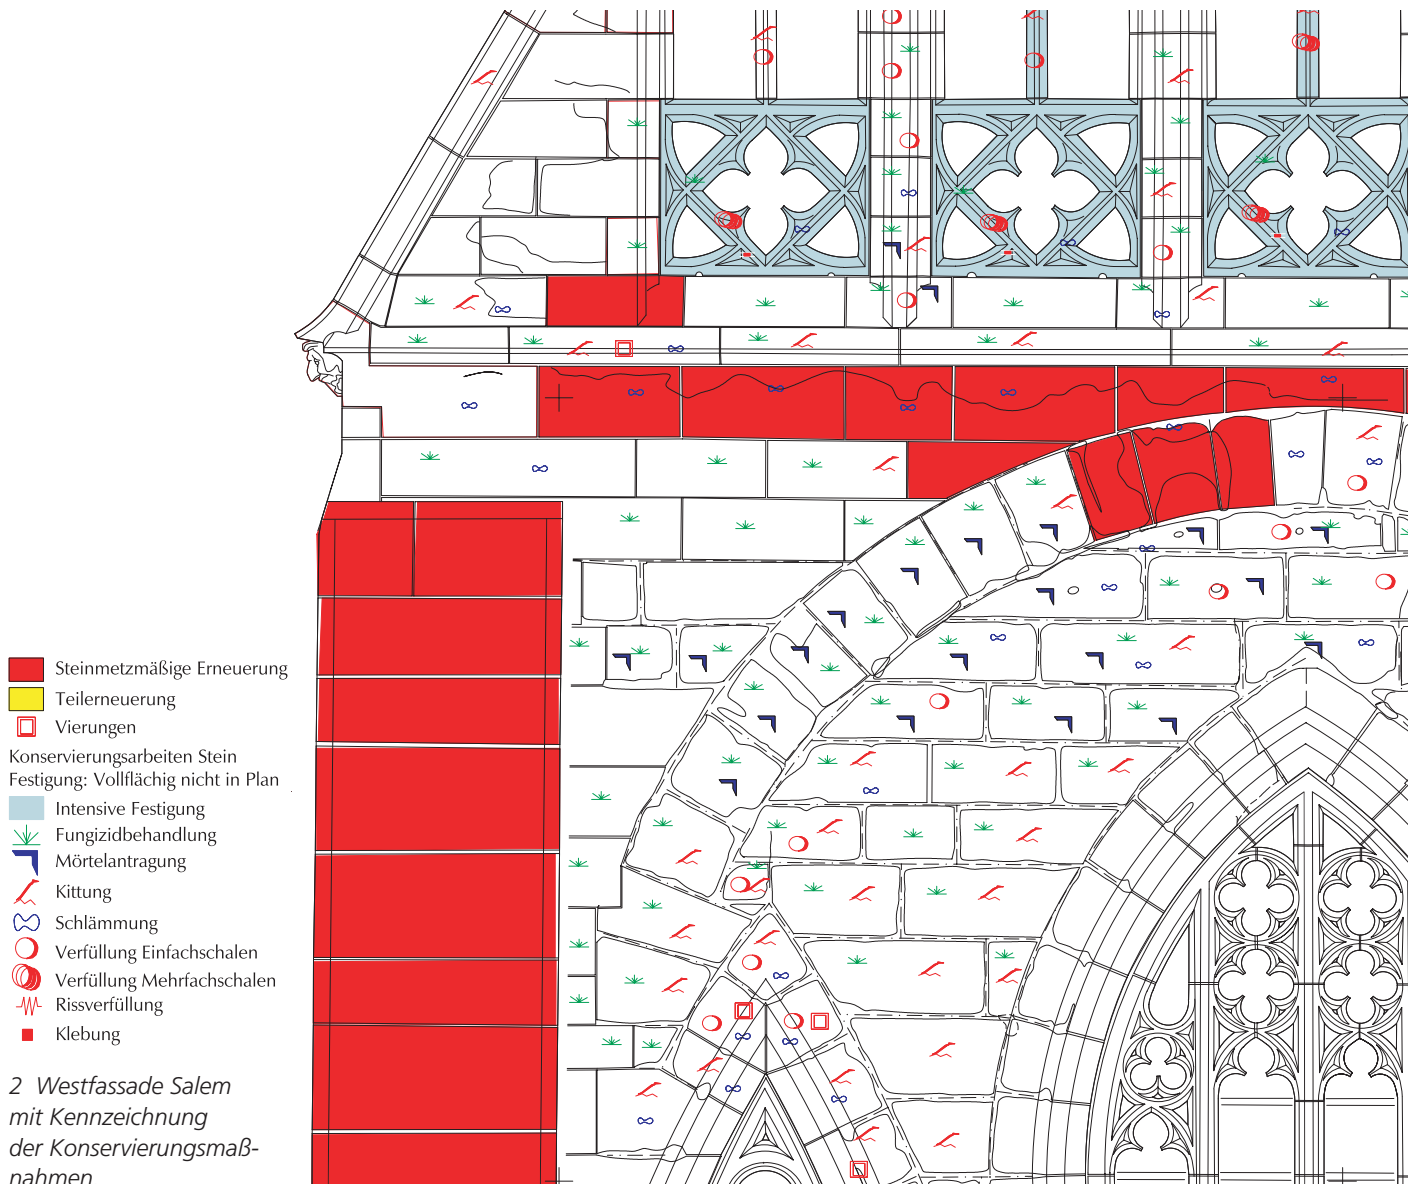 Steinmetzmäßige Erneuerung
Teilerneuerung
Vierungen
Konservierungsarbeiten Stein
Festigung: Vollflächig nicht in Plan
Intensive Festigung
Fungizidbehandlung
Mörtelantragung
Kittung
Schlämmung
Verfüllung Einfachschalen
Verfüllung Mehrfachschalen
Rissverfüllung
Klebung
2 Westfassade Salem
mit Kennzeichnung
der Konservierungsmaß-
nahmen